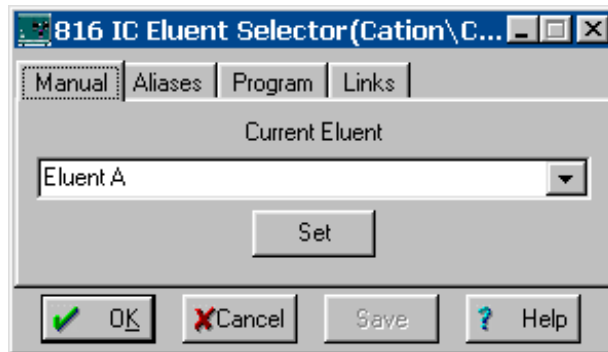 816 IC Eluent Selector(Cation\C...
Manual Aliases Program Links
Current Eluent
Eluent A
Set
OK Cancel Save ? Help